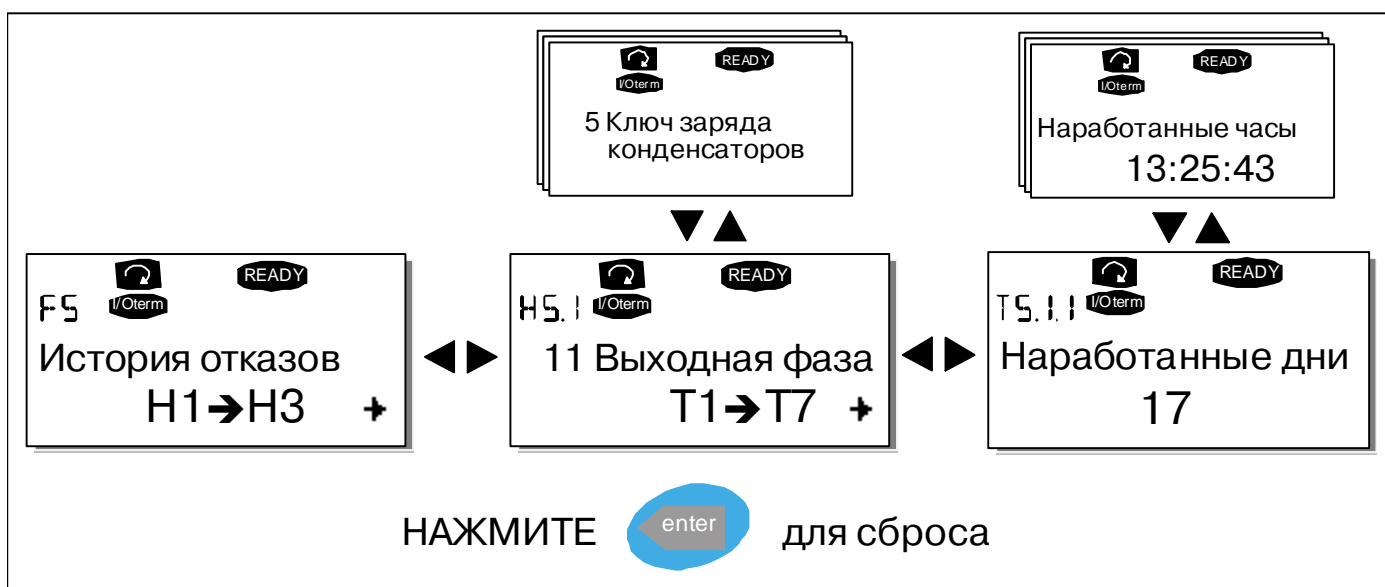 READY
I/Oterm
5 Ключ заряда
конденсаторов
READY
I/Oterm
Наработанные часы
13:25:43
READY
F5 I/Oterm
История отказов
H1➔H3
READY
H5.1 I/Oterm
11 Выходная фаза
T1➔T7
READY
T5.1.1 I/Oterm
Наработанные дни
17
НАЖМИТЕ enter для сброса